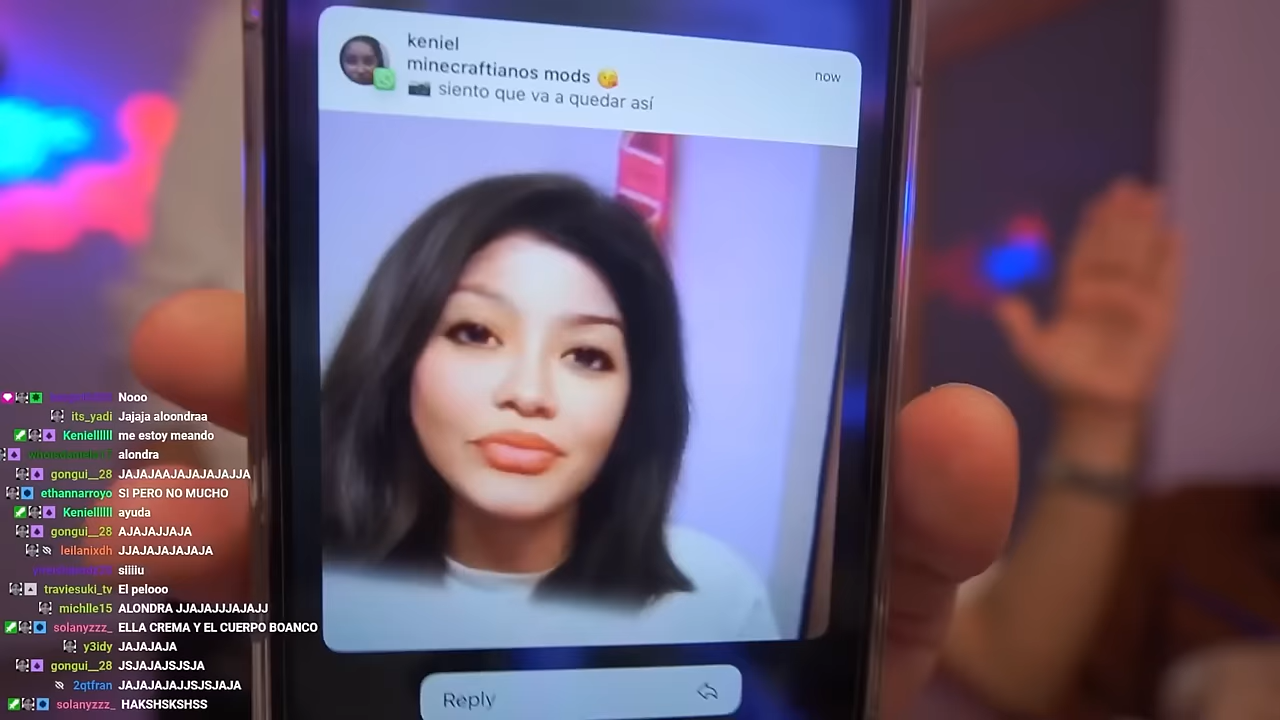 keniel
minecraftianos mods 😘
now
📷 siento que va a quedar así
Nooo
its_yadi Jajaja aloondraa
Keniellllll me estoy meando
alondra
gongui__28 JAJAJAAJAJAJAJAJJA
ethannarroyo SI PERO NO MUCHO
Keniellllll ayuda
gongui__28 AJAJAJJAJA
leilanixdh JJAJAJAJAJAJA
siiiiu
traviesuki_tv El pelooo
michlle15 ALONDRA JJAJAJJJAJAJJ
solanyzzz_ ELLA CREMA Y EL CUERPO BOANCO
y3ldy JAJAJAJA
gongui__28 JSJAJAJSJSJA
2qtfran JAJAJAJAJJSJSJAJA
solanyzzz_ HAKSHSKSHSS
Reply